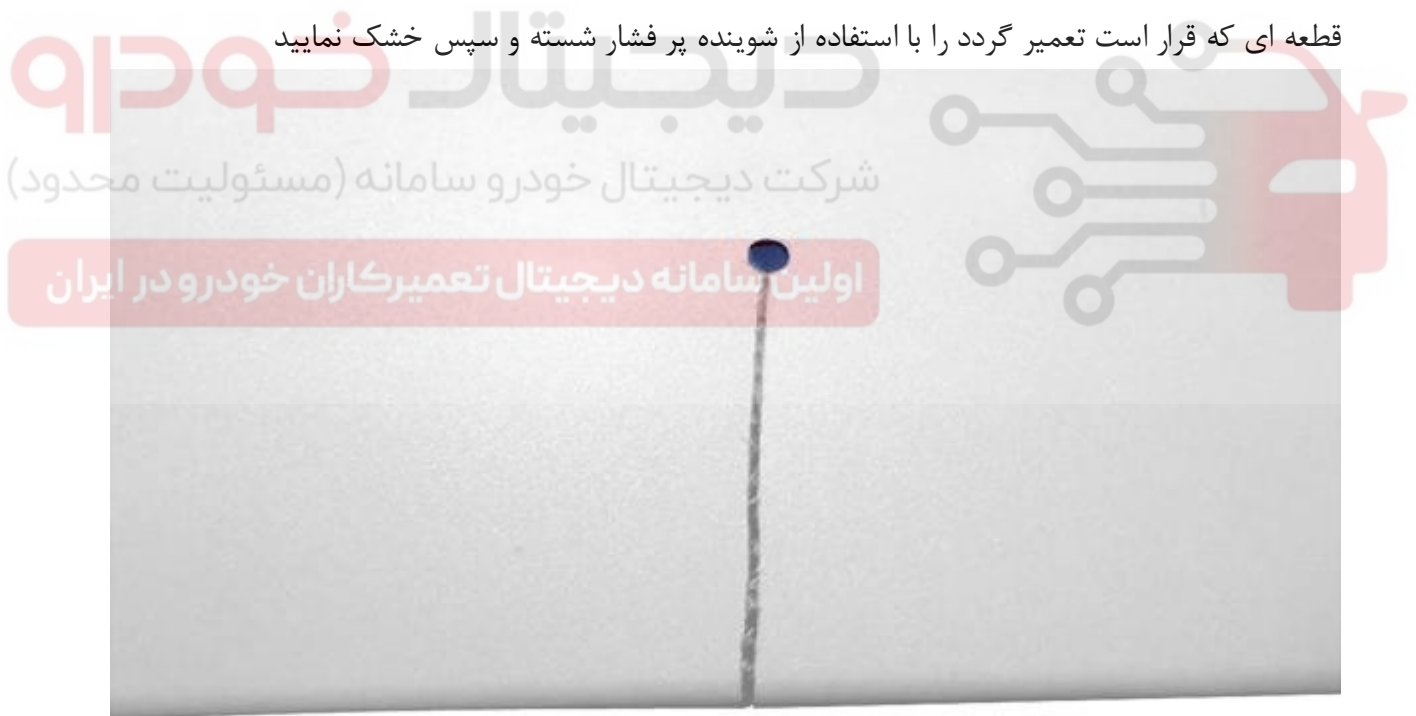 قطعه ای که قرار است تعمیر گردد را با استفاده از شوینده پر فشار شسته و سپس خشک نمایید
دیجیتال خودرو
شرکت دیجیتال خودرو سامانه (مسئولیت محدود)
اولین سامانه دیجیتال تعمیرکاران خودرو در ایران